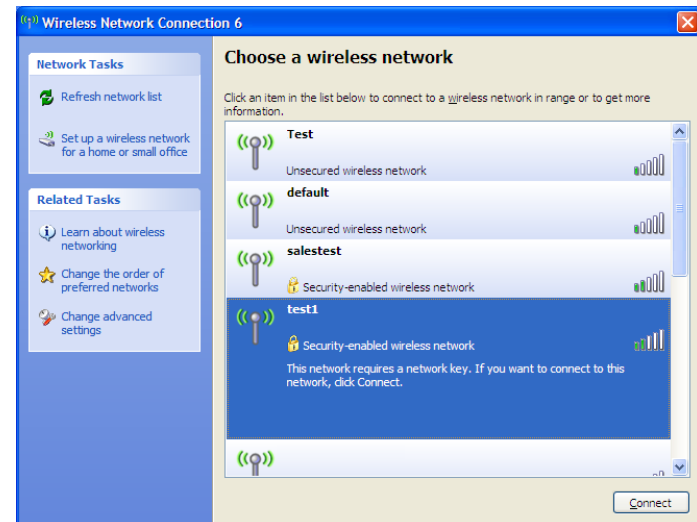 Wireless Network Connection 6
Network Tasks
Refresh network list
Set up a wireless network
for a home or small office
Related Tasks
Learn about wireless
networking
Change the order of
preferred networks
Change advanced
settings
Choose a wireless network
Click an item in the list below to connect to a wireless network in range or to get more
information.
Test
Unsecured wireless network
default
Unsecured wireless network
salestest
Security-enabled wireless network
test1
Security-enabled wireless network
This network requires a network key. If you want to connect to this
network, click Connect.
Connect